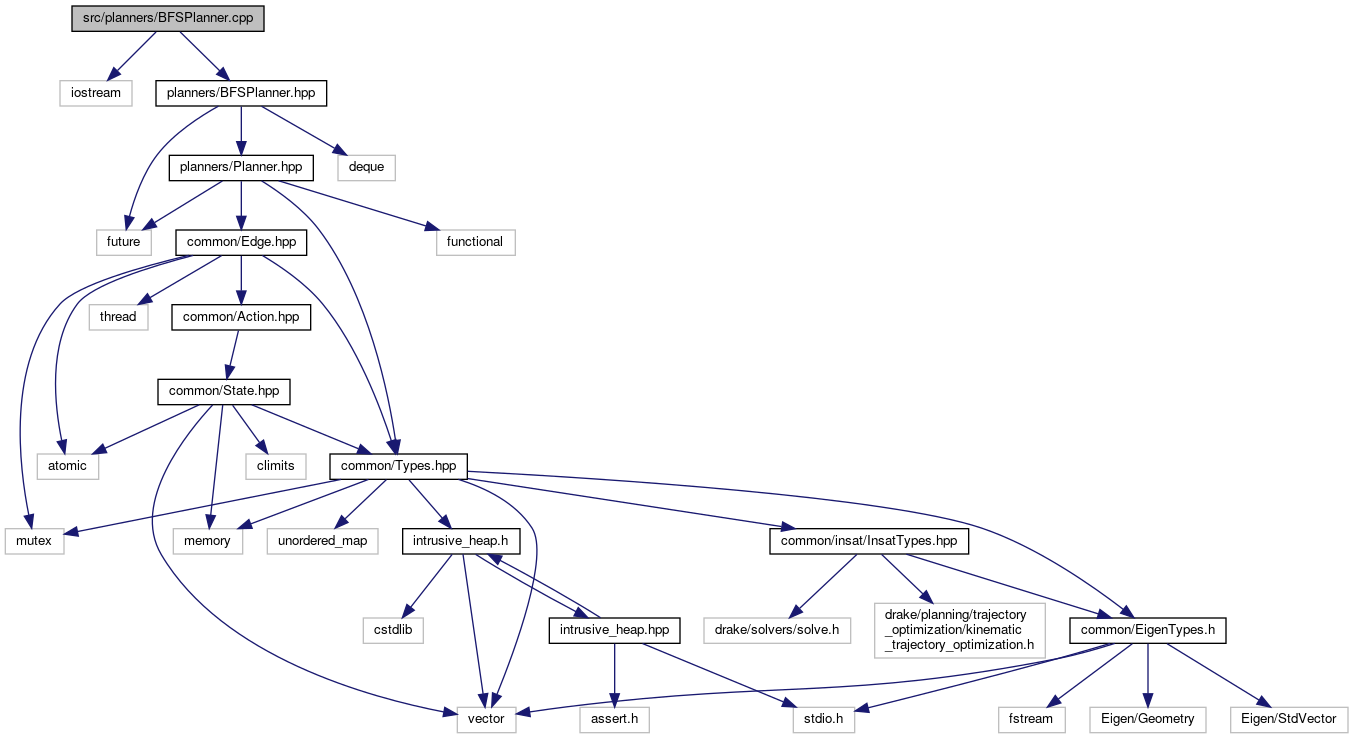 src/planners/BFSPlanner.cpp
iostream
planners/BFSPlanner.hpp
planners/Planner.hpp
deque
future
common/Edge.hpp
functional
thread
common/Action.hpp
common/State.hpp
atomic
climits
common/Types.hpp
mutex
memory
unordered_map
intrusive_heap.h
common/insat/InsatTypes.hpp
cstdlib
intrusive_heap.hpp
drake/solvers/solve.h
drake/planning/trajectory
_optimization/kinematic
_trajectory_optimization.h
common/EigenTypes.h
vector
assert.h
stdio.h
fstream
Eigen/Geometry
Eigen/StdVector